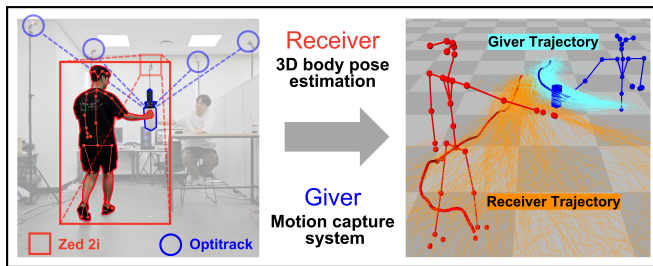 Receiver
3D body pose
estimation
Giver
Motion capture
system
Zed 2i
Optitrack
Giver Trajectory
Receiver Trajectory